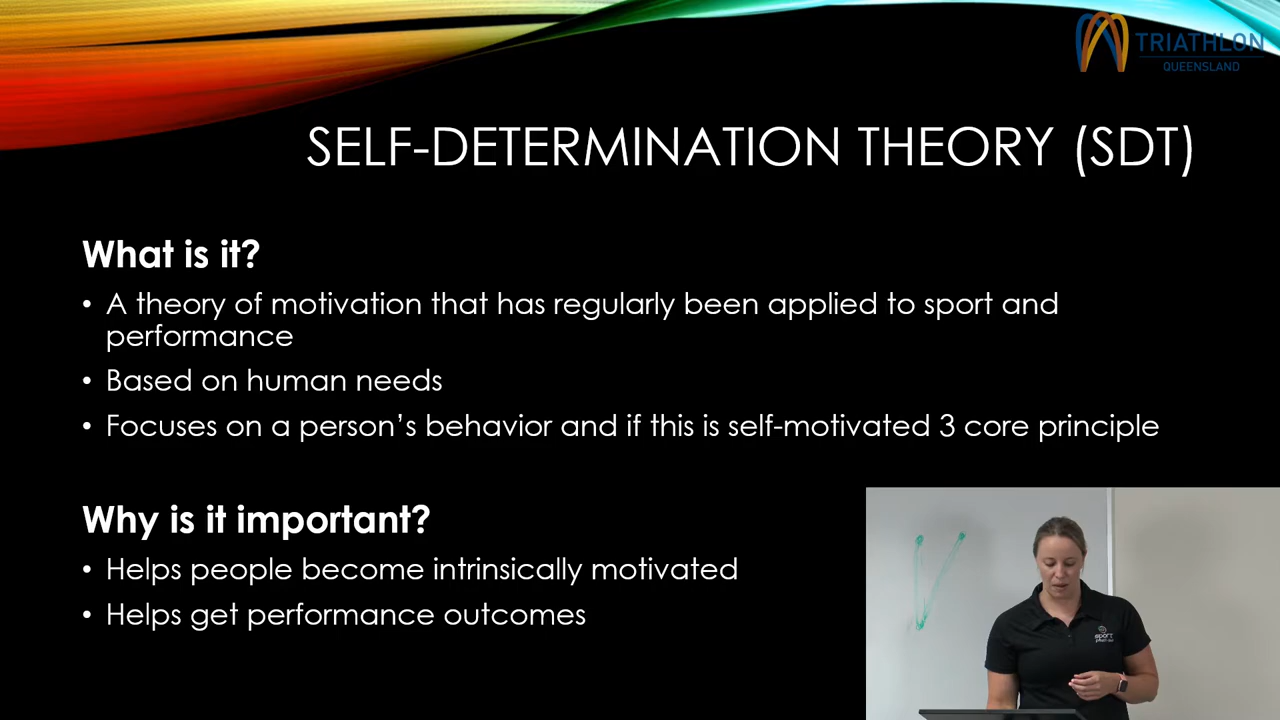 TRIATHLON
QUEENSLAND
SELF-DETERMINATION THEORY (SDT)
What is it?
• A theory of motivation that has regularly been applied to sport and
performance
• Based on human needs
• Focuses on a person’s behavior and if this is self-motivated 3 core principle
Why is it important?
• Helps people become intrinsically motivated
• Helps get performance outcomes
sport